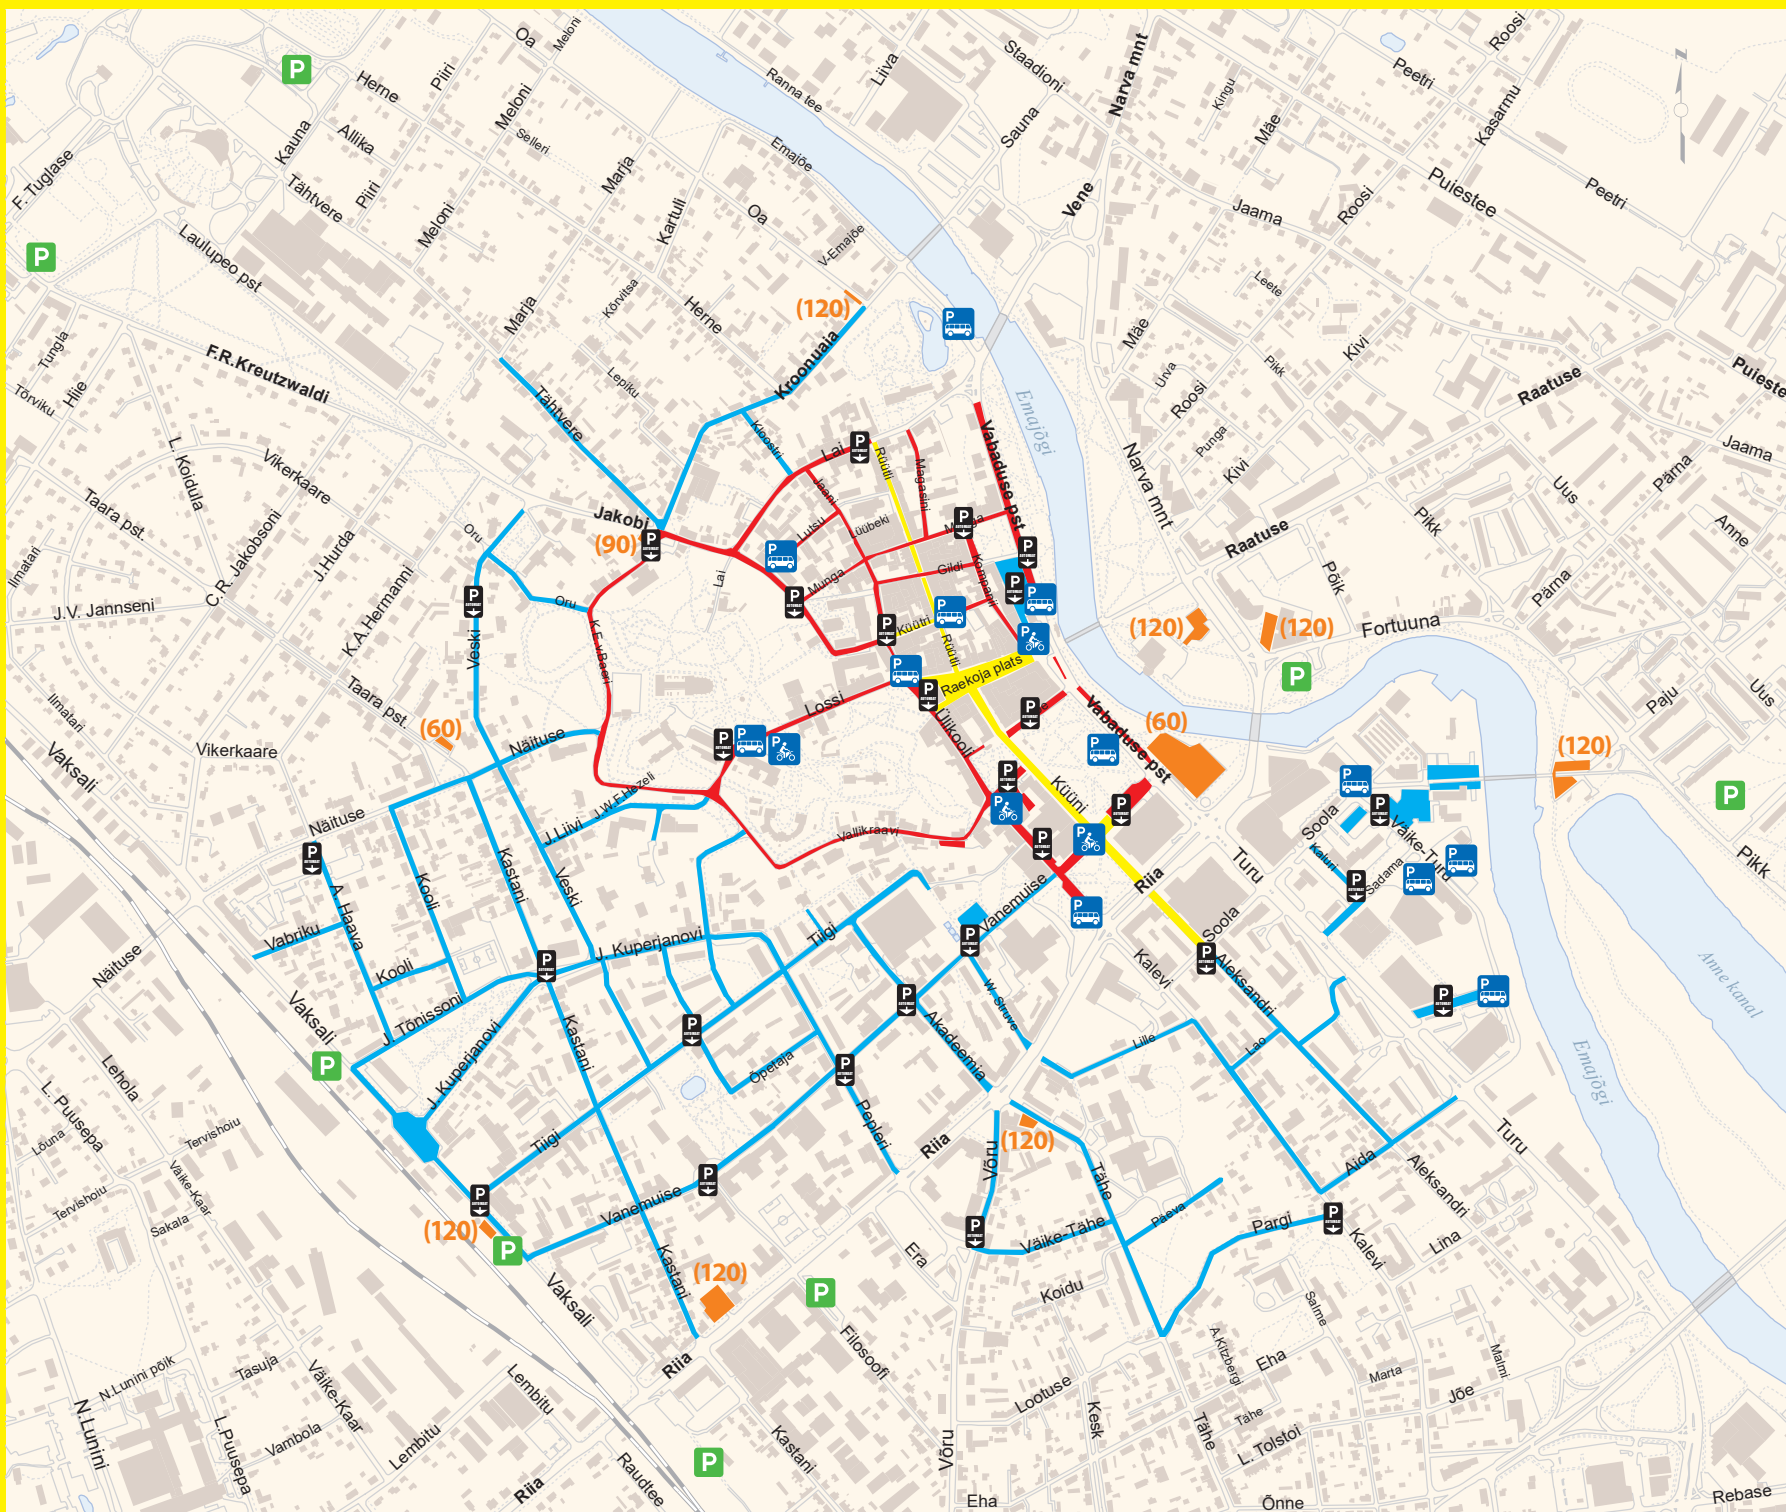 Oa
Meloni
Roosi
Staadioni
Narva mnt
Peetri
Liiva
P
Herne
Piiri
Ranna tee
Kingu
Kasarmu
Meloni
Sauna
Mäe
Allika
Selleri
Kauna
Emajõe
Marja
F. Tuglase
Tähtvere
Piiri
Puiestee
Peetri
Vene
Kartuli
Oa
Jaama
Roosi
Meloni
V-Emajõe
Laulupeo pst
P
Leete
Kõrvitsa
Herne
(120)
P
Marja
Mäe
Kivi
Tungla
F.R.Kreutzwaldi
Kroonuaia
Pikk
Urva
Puiestee
Raatuse
Hiie
Tõrviku
Lepiku
Roosi
Emajõgi
Tähtvere
Kloostri
Lai
P
Rüütli
Vabaduse pst
Punga
Jaama
L. Koidula
Vikerkaare
Magasini
Narva mnt
Kivi
Pärna
Uus
Jaani
Taara pst
Jakobi
Lutsu
Lüübeki
Munga
Pikk
Anne
Oru
(90)
P
Raatuse
C.R. Jakobsoni
J.Hurda
Gildi
Kompanii
Põik
Pärna
Ilmatari
K.A.Hermanni
Lai
Munga
J.V. Jannseni
Oru
Veski
K.E.v.Baeri
Küütri
Rüütli
(120)
(120)
Fortuuna
P
Raekoja plats
Taara pst
Lossi
Ülikooli
Vabaduse pst
Paju
Uus
Ilmatari
(60)
Näituse
(60)
Vikerkaare
Vaksali
(120)
P
Küüni
J.W.F.Hezeli
Näituse
J.Liivi
Vallikraavi
Soola
Väike-Turu
Kaluri
Sadama
Pikk
Turu
Riia
A. Haava
Kooli
Kastani
Veski
Vanemuise
Soola
Vabriku
J. Kuperjanovi
Tiigi
Näituse
Kooli
Kalevi
Aleksandri
Anne kanal
Vaksali
J. Tõnissoni
W. Struve
Kastani
Akadeemia
Lille
Lao
Emajõgi
P
J. Kuperjanovi
Õpetaja
Lehola
L. Puusepa
Pepleri
Turu
Lõuna
Tervishoiu
Tiigi
Riia
(120)
Võru
Tähe
Aida
Aleksandri
Väike-Kaar
Tervishoiu
Sakala
Vanemuise
Päeva
Pargi
Väike-Tähe
Kalevi
Lina
(120)
P
Era
Kastani
(120)
P
Koidu
Vaksali
Salme
Filosoofi
A.Kitzbergi
Eha
Malmi
Riia
Marta
N.Lunini põik
Tasuja
Väike-Kaar
Lembitu
Lootuse
Jõe
N.Lunini
L.Puusepa
Vambola
Lembitu
Kesk
Tähe
Tähe
L. Tolstoi
Kastani
Võru
P
Raudtee
Riia
Eha
Õnne
Rebase